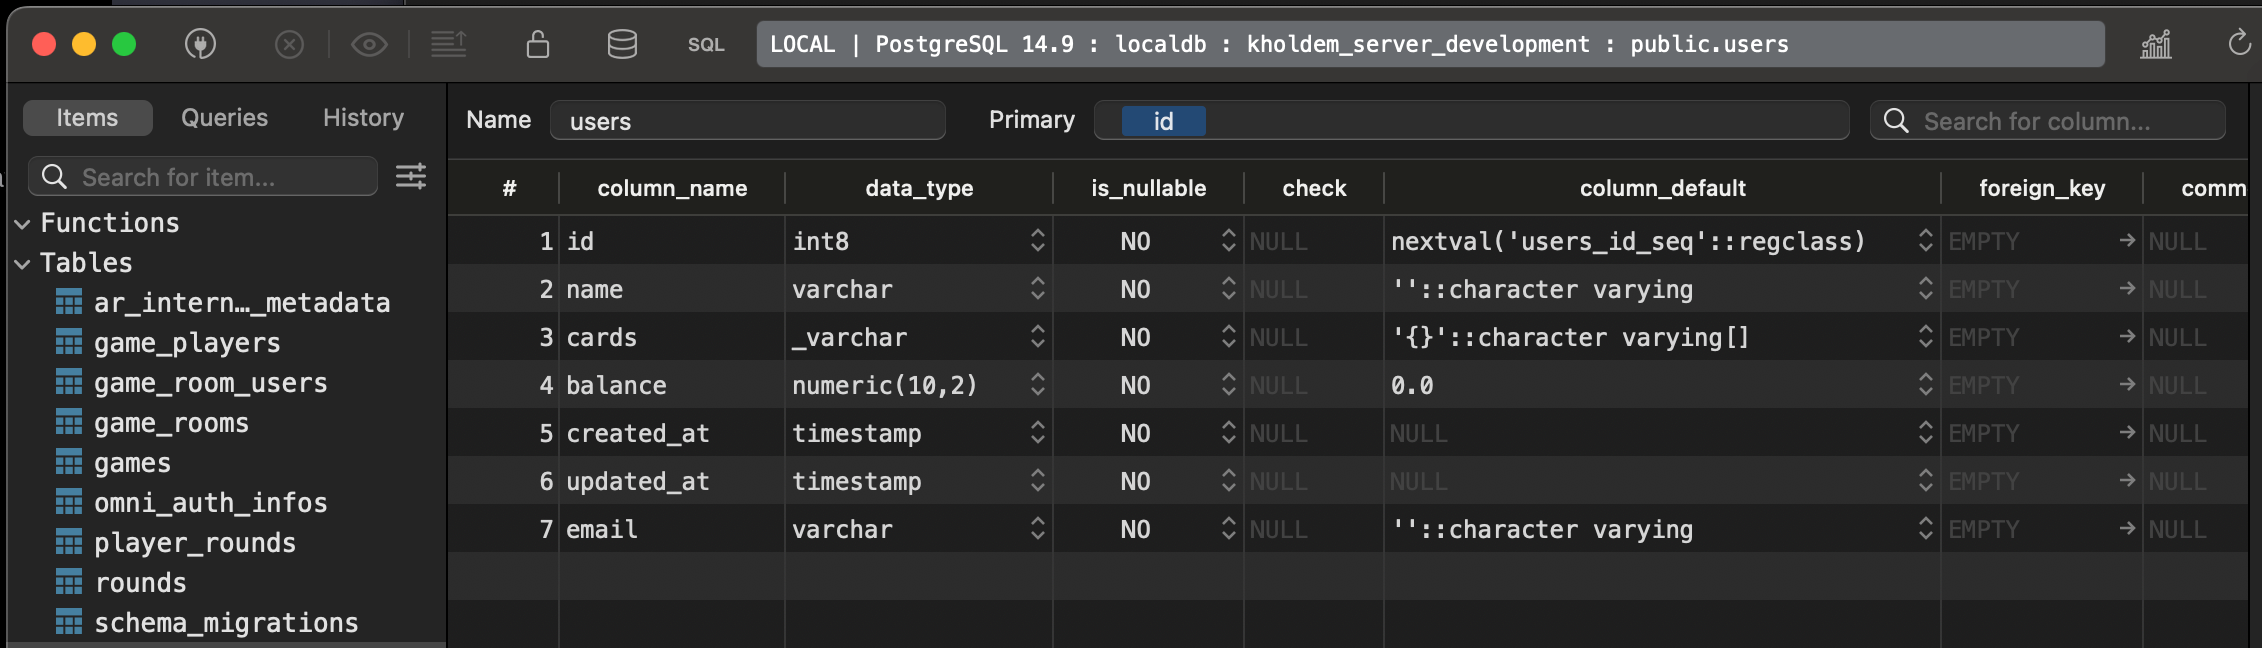 SQL
LOCAL | PostgreSQL 14.9 : localdb : kholdem_server_development : public.users
Items Queries History
Search for item...
Functions
Tables
ar_intern…_metadata
game_players
game_room_users
game_rooms
games
omni_auth_infos
player_rounds
rounds
schema_migrations
Name users Primary id Search for column...
# column_name data_type is_nullable check column_default foreign_key comm
1 id int8 NO NULL nextval('users_id_seq'::regclass) EMPTY → NULL
2 name varchar NO NULL ''::character varying EMPTY → NULL
3 cards _varchar NO NULL '{}'::character varying[] EMPTY → NULL
4 balance numeric(10,2) NO NULL 0.0 EMPTY → NULL
5 created_at timestamp NO NULL NULL EMPTY → NULL
6 updated_at timestamp NO NULL NULL EMPTY → NULL
7 email varchar NO NULL ''::character varying EMPTY → NULL